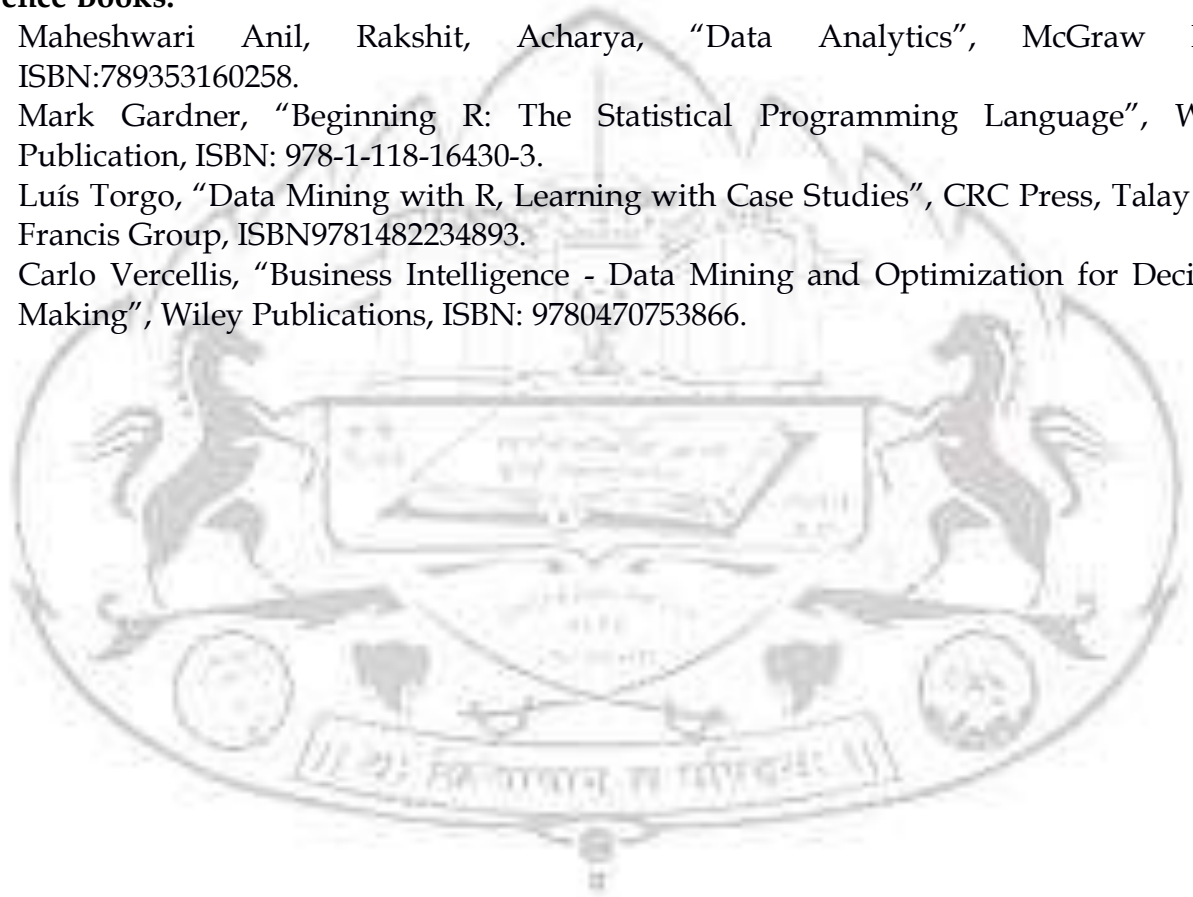 ence Books:
Maheshwari Anil, Rakshit, Acharya, “Data Analytics”, McGraw
ISBN:789353160258.
Mark Gardner, “Beginning R: The Statistical Programming Language”, W
Publication, ISBN: 978-1-118-16430-3.
Luís Torgo, “Data Mining with R, Learning with Case Studies”, CRC Press, Talay
Francis Group, ISBN9781482234893.
Carlo Vercellis, “Business Intelligence - Data Mining and Optimization for Deci
Making”, Wiley Publications, ISBN: 9780470753866.